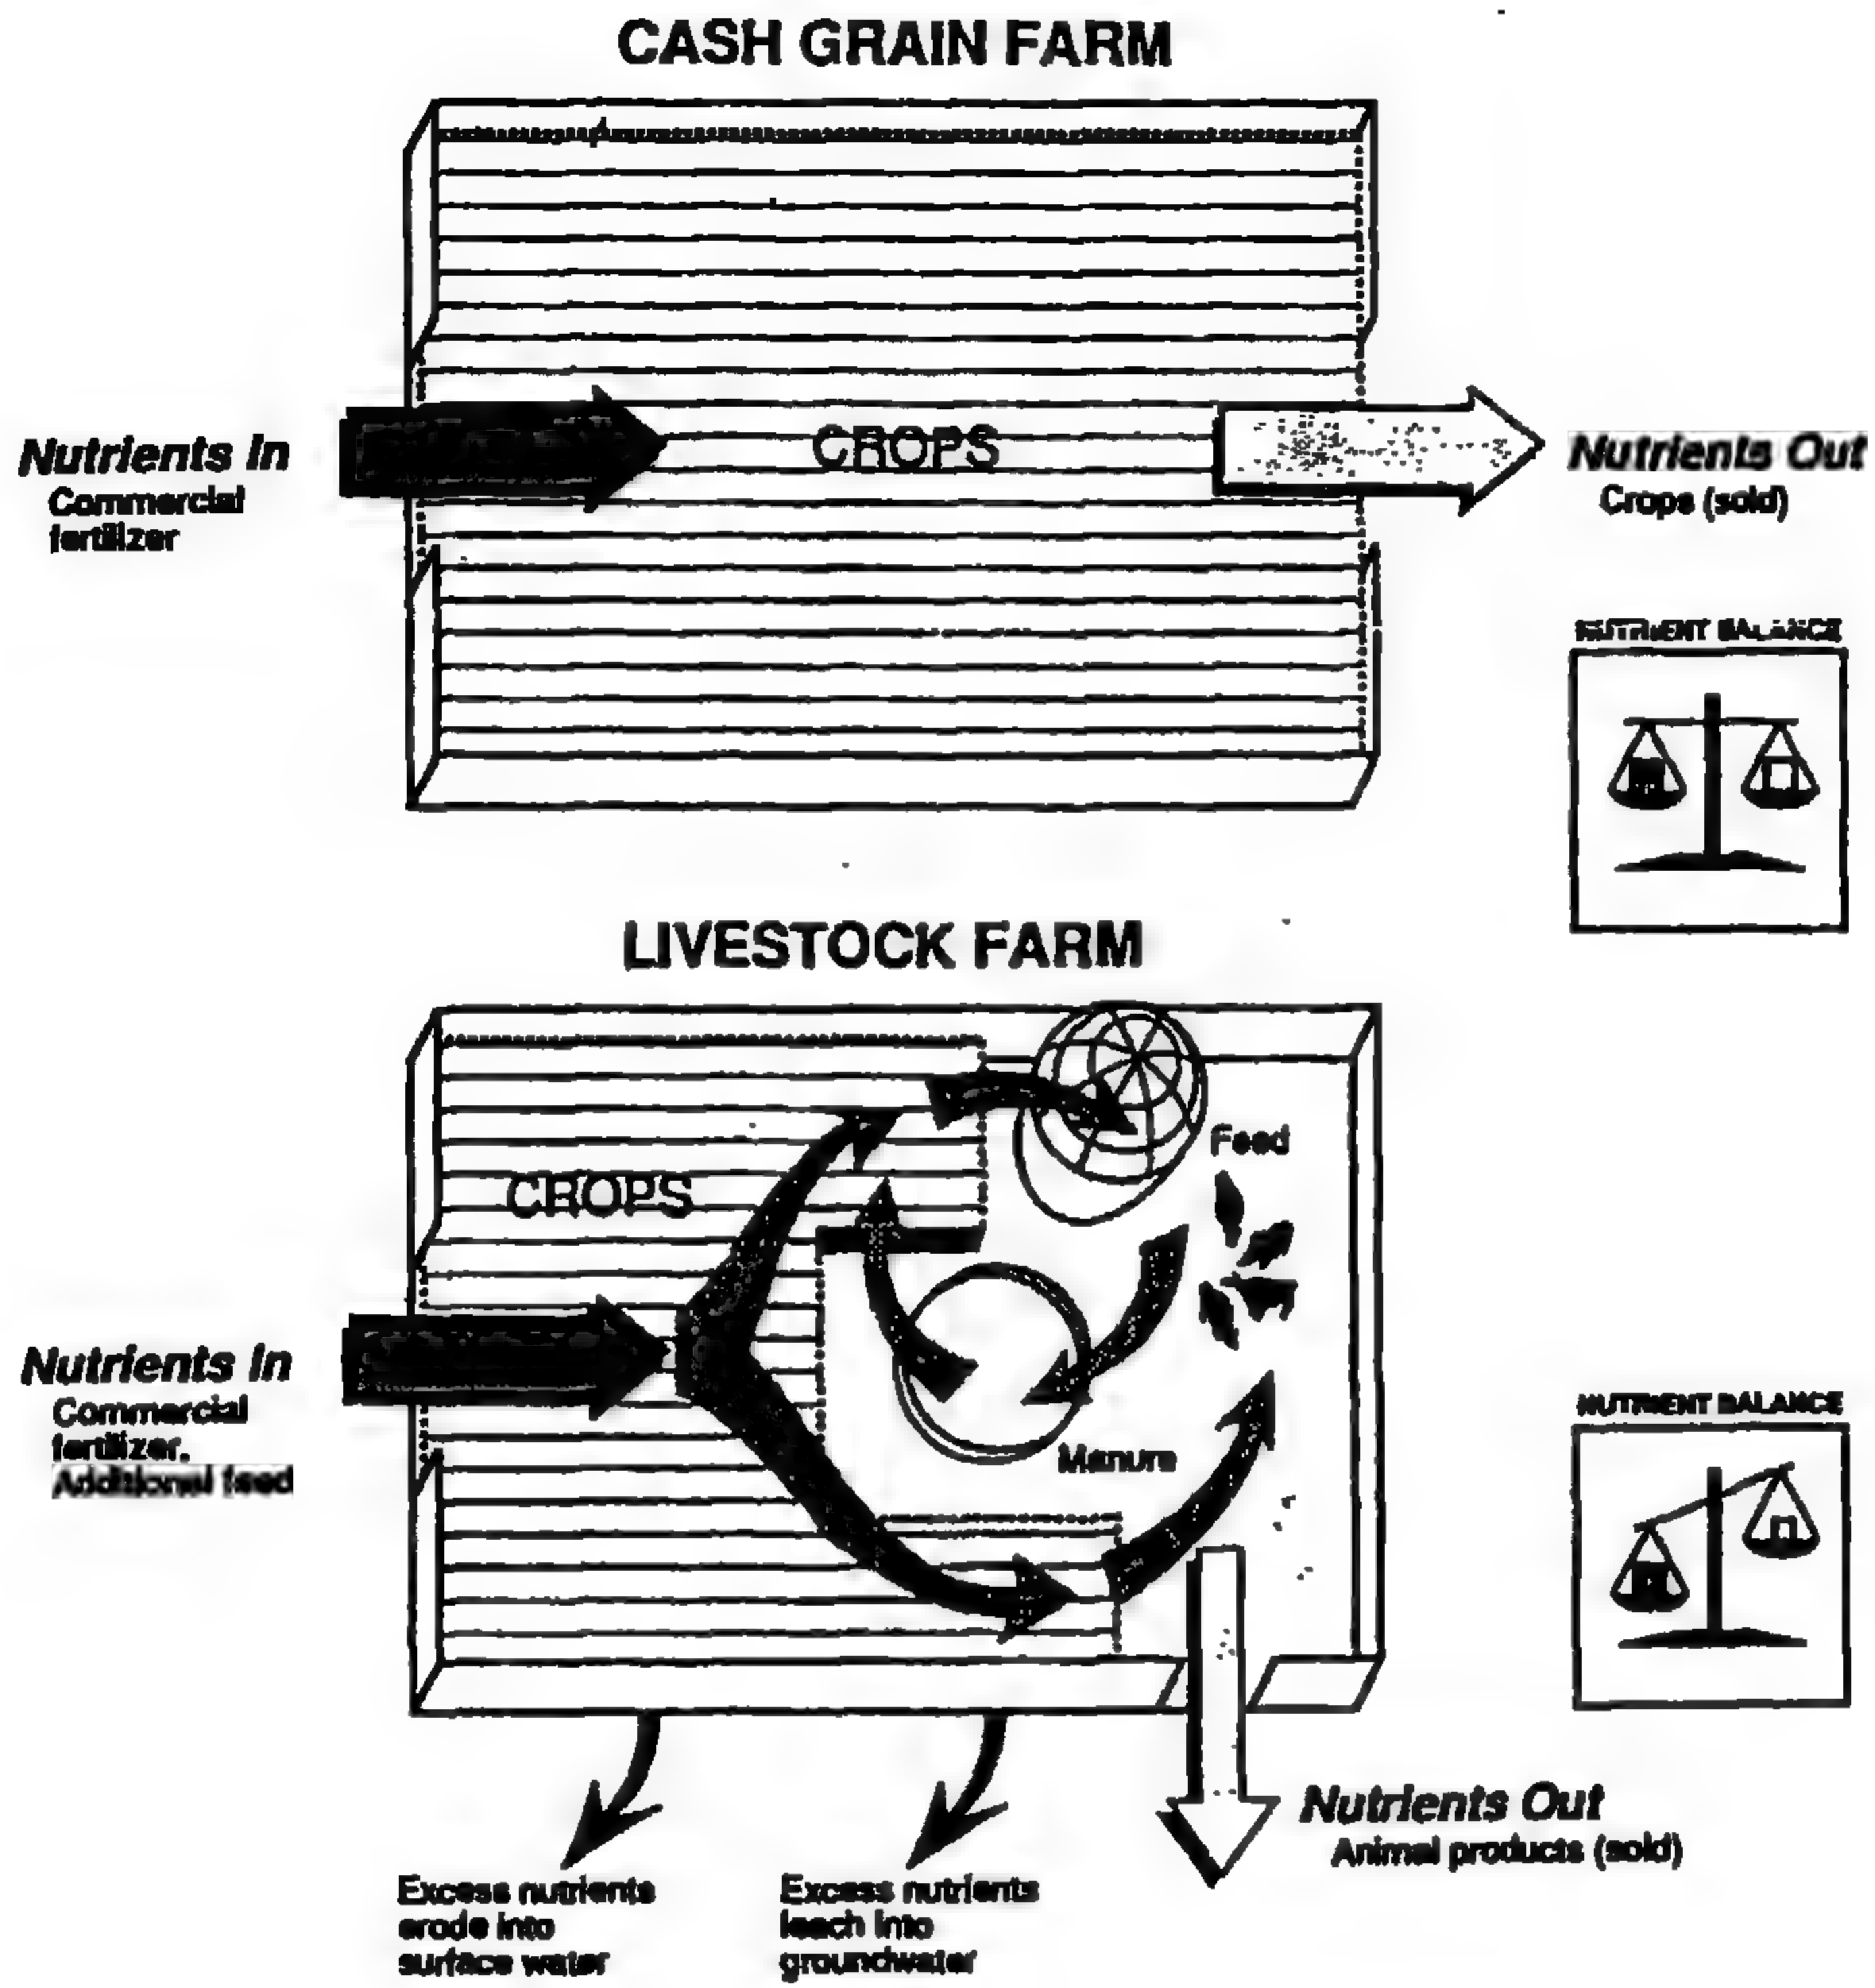 CASH GRAIN FARM
Nutrients In
Commercial
fertilizer
CROPS
Nutrients Out
Crops (sold)
NUTRIENT BALANCE
LIVESTOCK FARM
Feed
CROPS
Nutrients In
Commercial
fertilizer,
Additional feed
Manure
NUTRIENT BALANCE
Nutrients Out
Animal products (sold)
Excess nutrients
erode into
surface water
Excess nutrients
leach into
groundwater